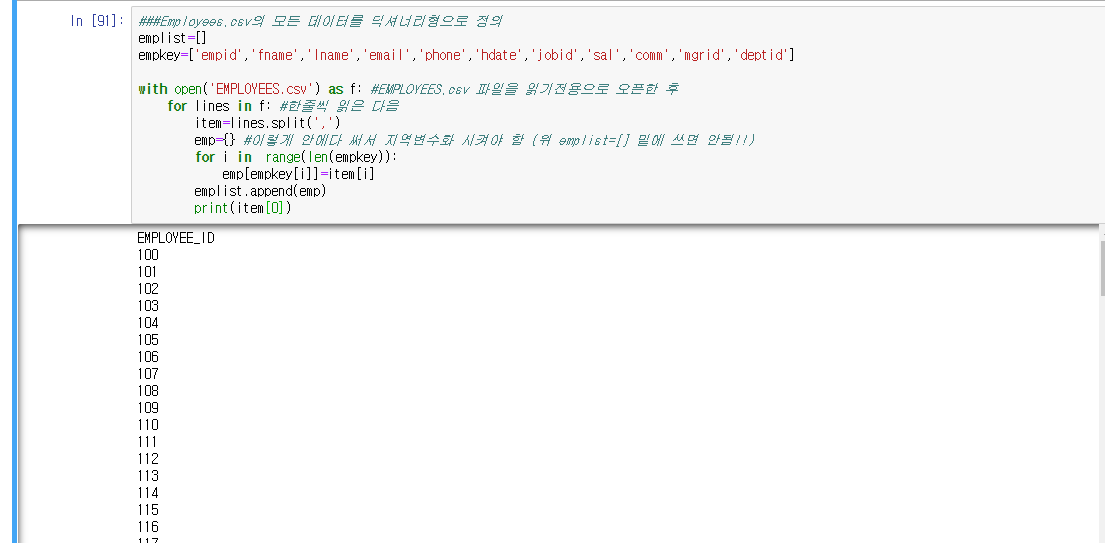 In [91]:
###Employees.csv의 모든 데이터를 딕셔너리형으로 정의
emplist=[]
empkey=['empid','fname','lname','email','phone','hdate','jobid','sal','comm','mgrid','deptid']
with open('EMPLOYEES.csv') as f: #EMPLOYEES.csv 파일을 읽기전용으로 오픈한 후
    for lines in f: #한줄씩 읽은 다음
        item=lines.split(',')
        emp={} #이렇게 안에다 써서 지역변수화 시켜야 함 (위 emplist=[] 밑에 쓰면 안됨!!)
        for i in  range(len(empkey)):
            emp[empkey[i]]=item[i]
        emplist.append(emp)
        print(item[0])
EMPLOYEE_ID
100
101
102
103
104
105
106
107
108
109
110
111
112
113
114
115
116
117